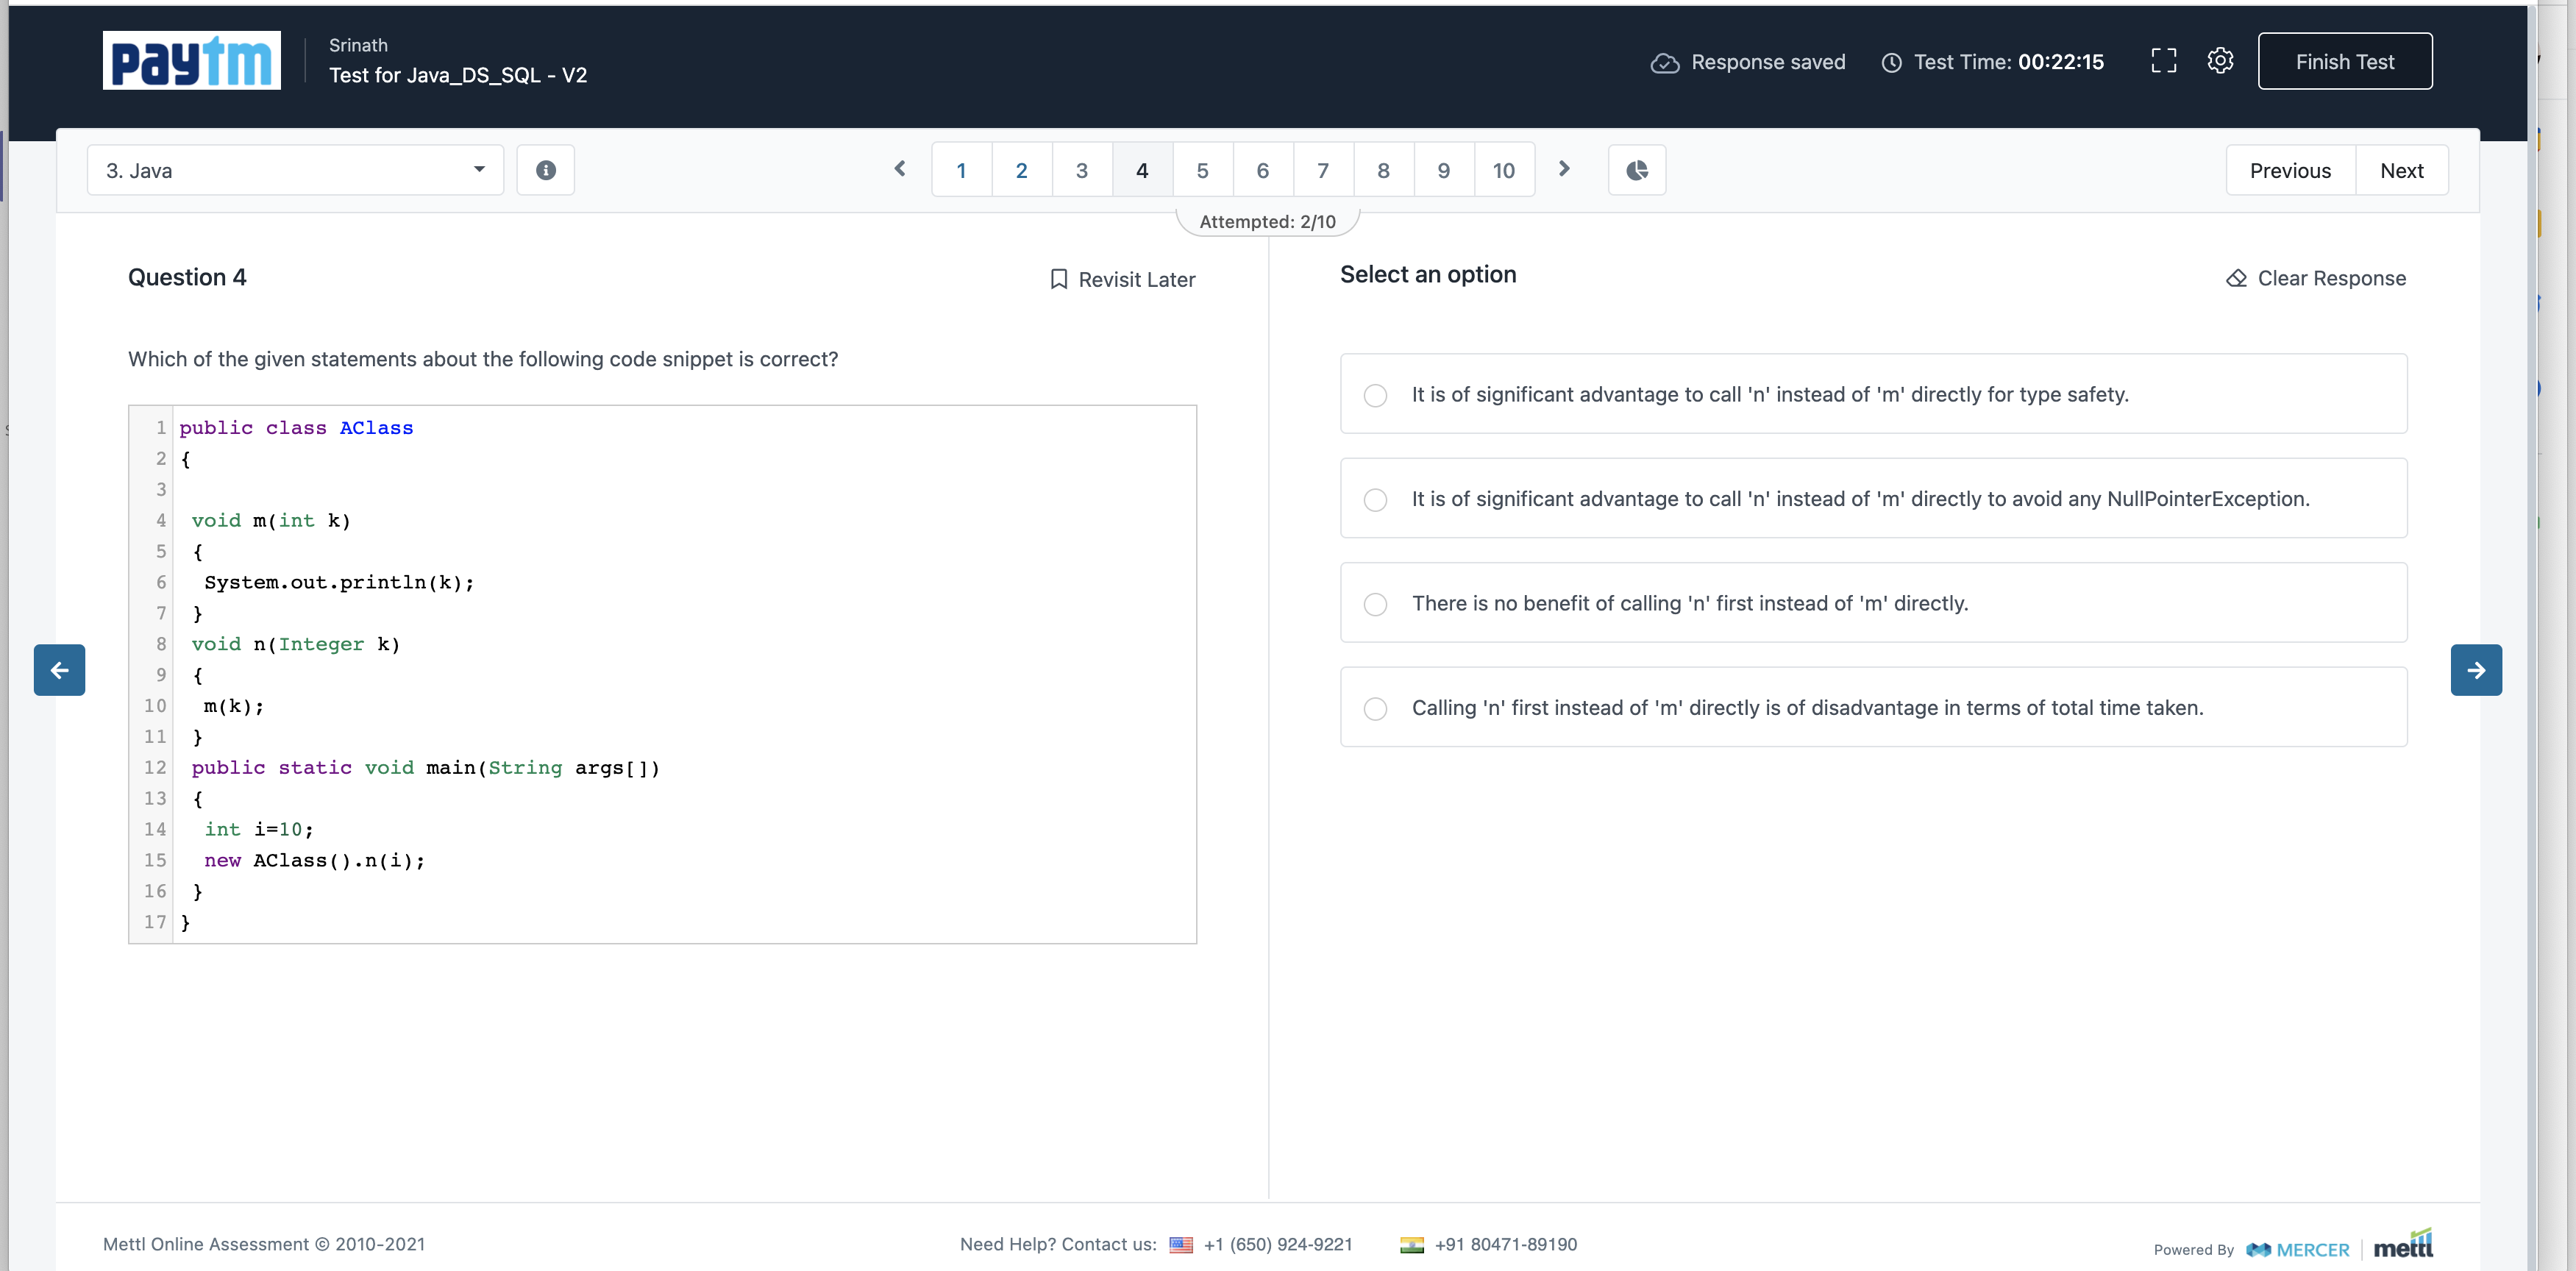 paytm
Srinath
Test for Java_DS_SQL - V2
Response saved
Test Time: 00:22:15
Finish Test
3. Java
1 2 3 4 5 6 7 8 9 10
Previous
Next
Attempted: 2/10
Question 4
Revisit Later
Which of the given statements about the following code snippet is correct?
1 public class AClass
2 {
3
4 void m(int k)
5 {
6 System.out.println(k);
7 }
8 void n(Integer k)
9 {
10 m(k);
11 }
12 public static void main(String args[])
13 {
14 int i=10;
15 new AClass().n(i);
16 }
17 }
Select an option
Clear Response
It is of significant advantage to call 'n' instead of 'm' directly for type safety.
It is of significant advantage to call 'n' instead of 'm' directly to avoid any NullPointerException.
There is no benefit of calling 'n' first instead of 'm' directly.
Calling 'n' first instead of 'm' directly is of disadvantage in terms of total time taken.
Mettl Online Assessment © 2010-2021
Need Help? Contact us: +1 (650) 924-9221 +91 80471-89190
Powered By MERCER | mettl